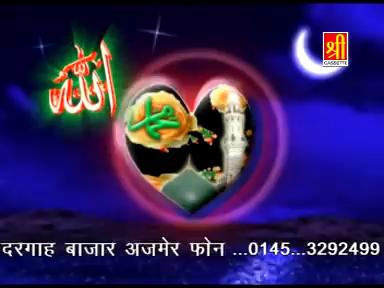 श्री
CASSETTE
الله
محمد
दरगाह बाजार अजमेर फोन ...0145...3292499